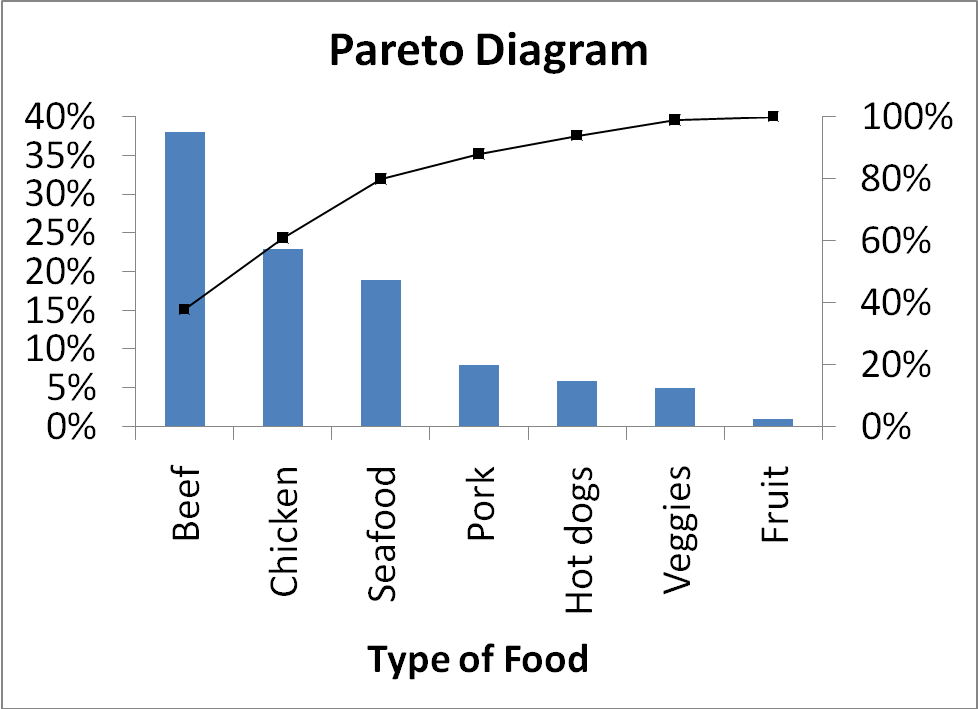 Pareto Diagram
40%
35%
30%
25%
20%
15%
10%
5%
0%
100%
80%
60%
40%
20%
0%
Beef
Chicken
Seafood
Pork
Hot dogs
Veggies
Fruit
Type of Food